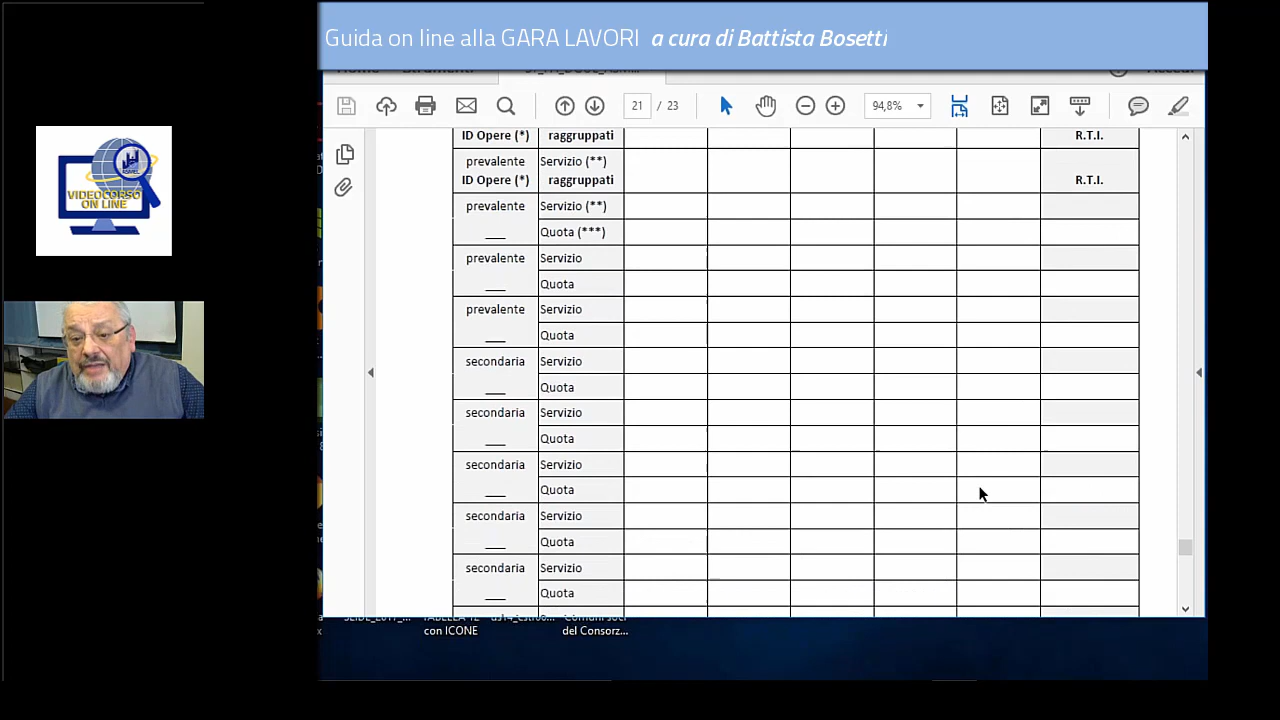 Guida on line alla GARA LAVORI a cura di Battista Bosetti
21 / 23
94,8%
ID Opere (*) raggruppati R.T.I.
prevalente Servizio (**)
ID Opere (*) raggruppati R.T.I.
prevalente Servizio (**)
___ Quota (***)
prevalente Servizio
___ Quota
prevalente Servizio
___ Quota
secondaria Servizio
___ Quota
secondaria Servizio
___ Quota
secondaria Servizio
___ Quota
secondaria Servizio
___ Quota
secondaria Servizio
___ Quota
con ICONE
del Consorz...
VIDEOCORSO
ON LINE